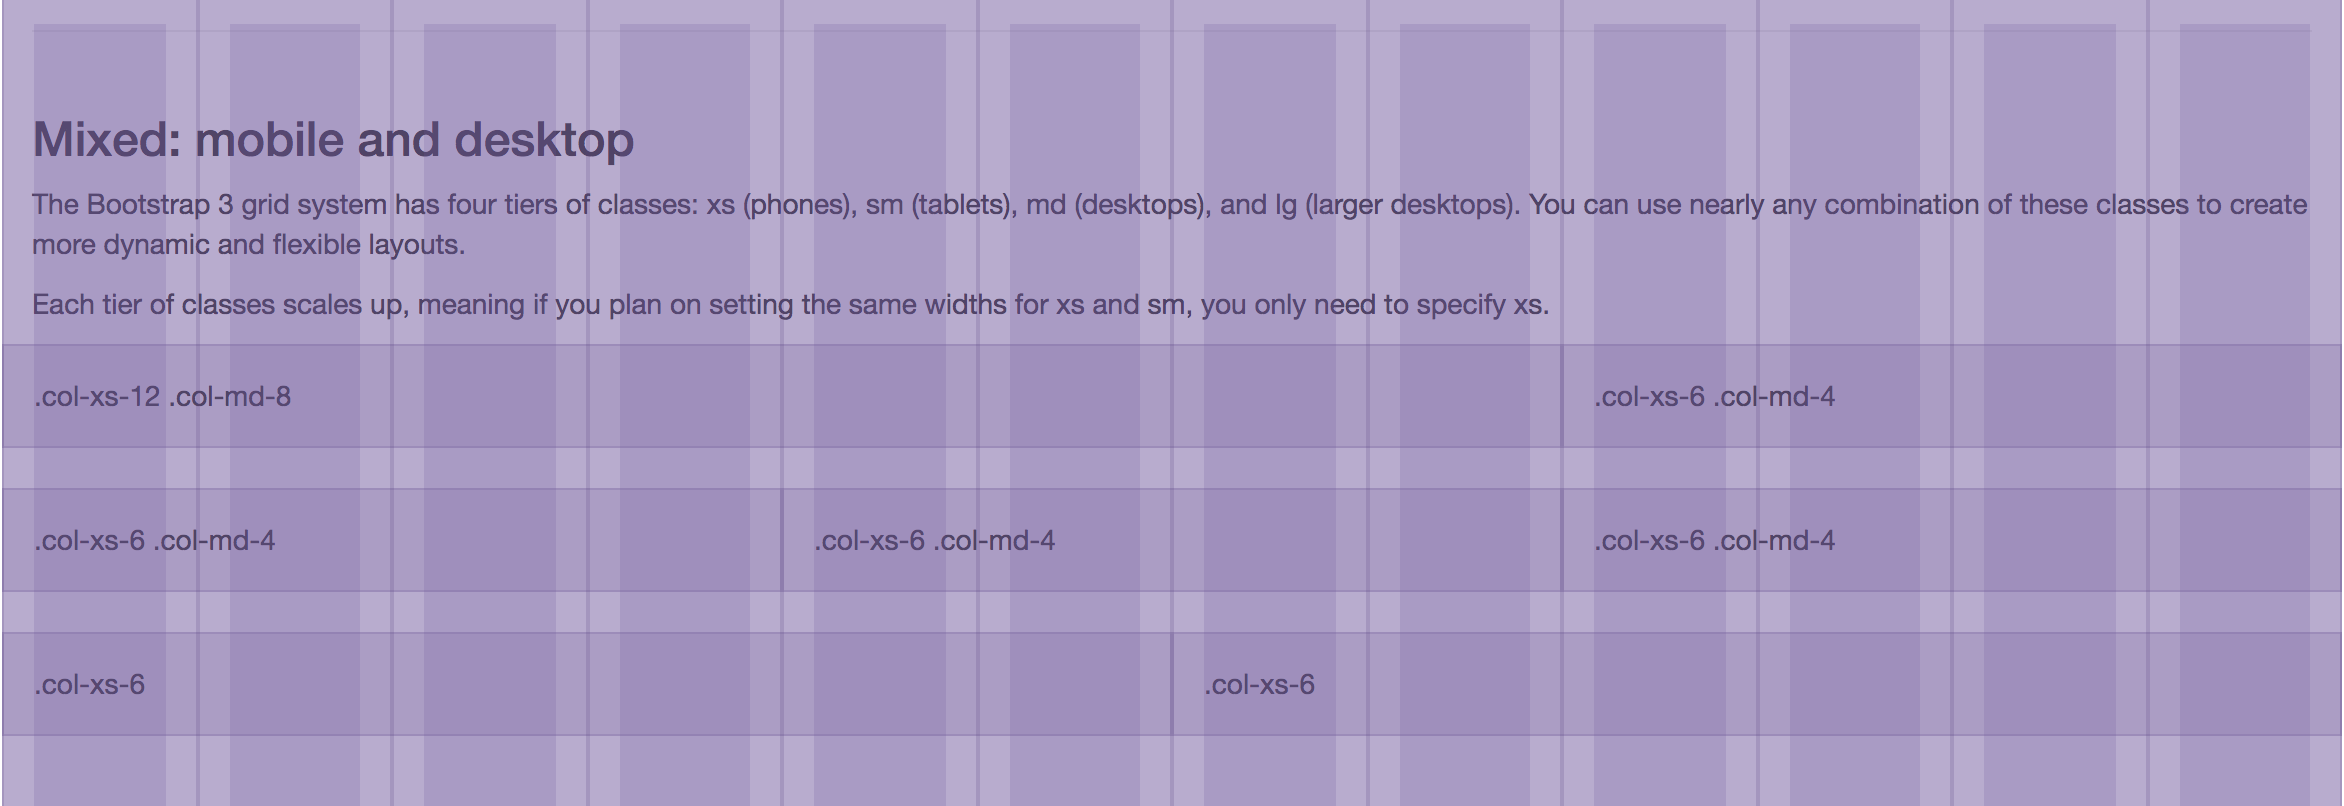 Mixed: mobile and desktop
The Bootstrap 3 grid system has four tiers of classes: xs (phones), sm (tablets), md (desktops), and lg (larger desktops). You can use nearly any combination of these classes to create
more dynamic and flexible layouts.
Each tier of classes scales up, meaning if you plan on setting the same widths for xs and sm, you only need to specify xs.
.col-xs-12 .col-md-8 .col-xs-6 .col-md-4
.col-xs-6 .col-md-4 .col-xs-6 .col-md-4 .col-xs-6 .col-md-4
.col-xs-6 .col-xs-6